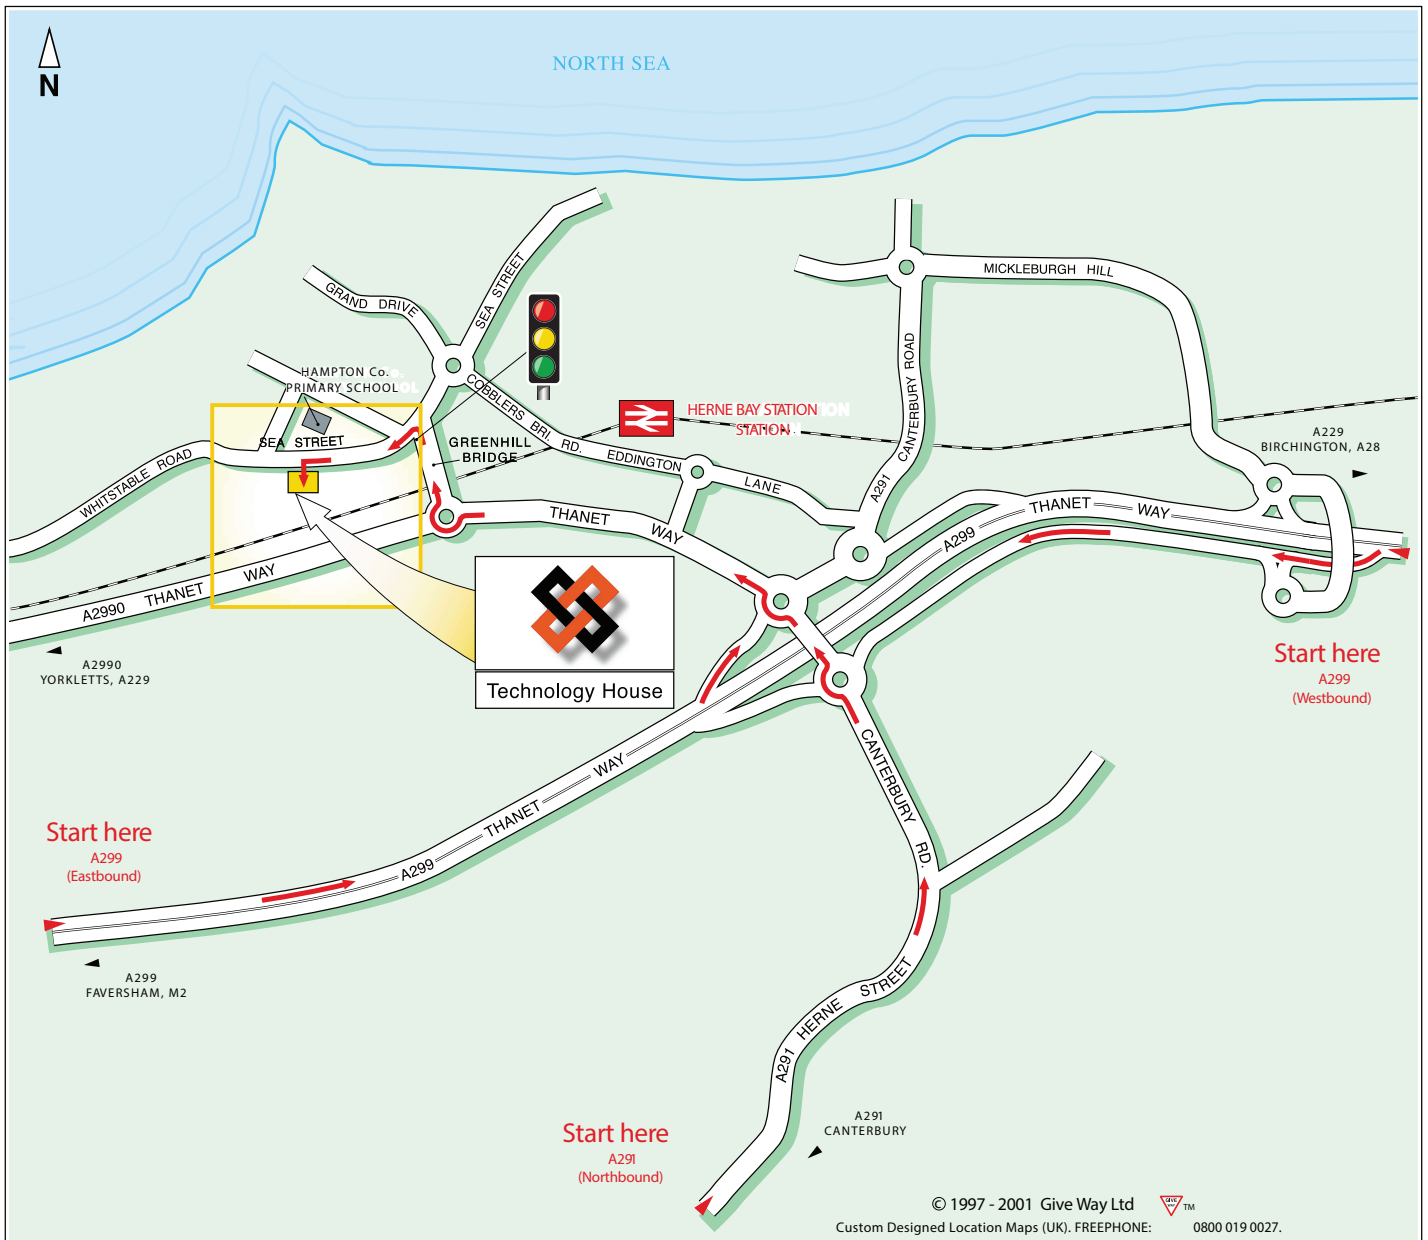 NORTH SEA
N
SEA STREET
GRAND DRIVE
MICKLEBURGH HILL
HAMPTON Co.
PRIMARY SCHOOL
COBBLERS BRI. RD.
CANTERBURY ROAD
HERNE BAY STATION
STATION
A229
BIRCHINGTON, A28
SEA STREET
GREENHILL
BRIDGE
WHITSTABLE ROAD
EDDINGTON
LANE
A291
THANET WAY
A299 THANET WAY
A2990 THANET WAY
A2990
YORKLETTS, A229
Technology House
Start here
A299
(Westbound)
CANTERBURY RD.
A299 THANET WAY
Start here
A299
(Eastbound)
A299
FAVERSHAM, M2
A291 HERNE STREET
A291
CANTERBURY
Start here
A291
(Northbound)
© 1997 - 2001 Give Way Ltd
GIVE WAY
TM
Custom Designed Location Maps (UK). FREEPHONE: 0800 019 0027.